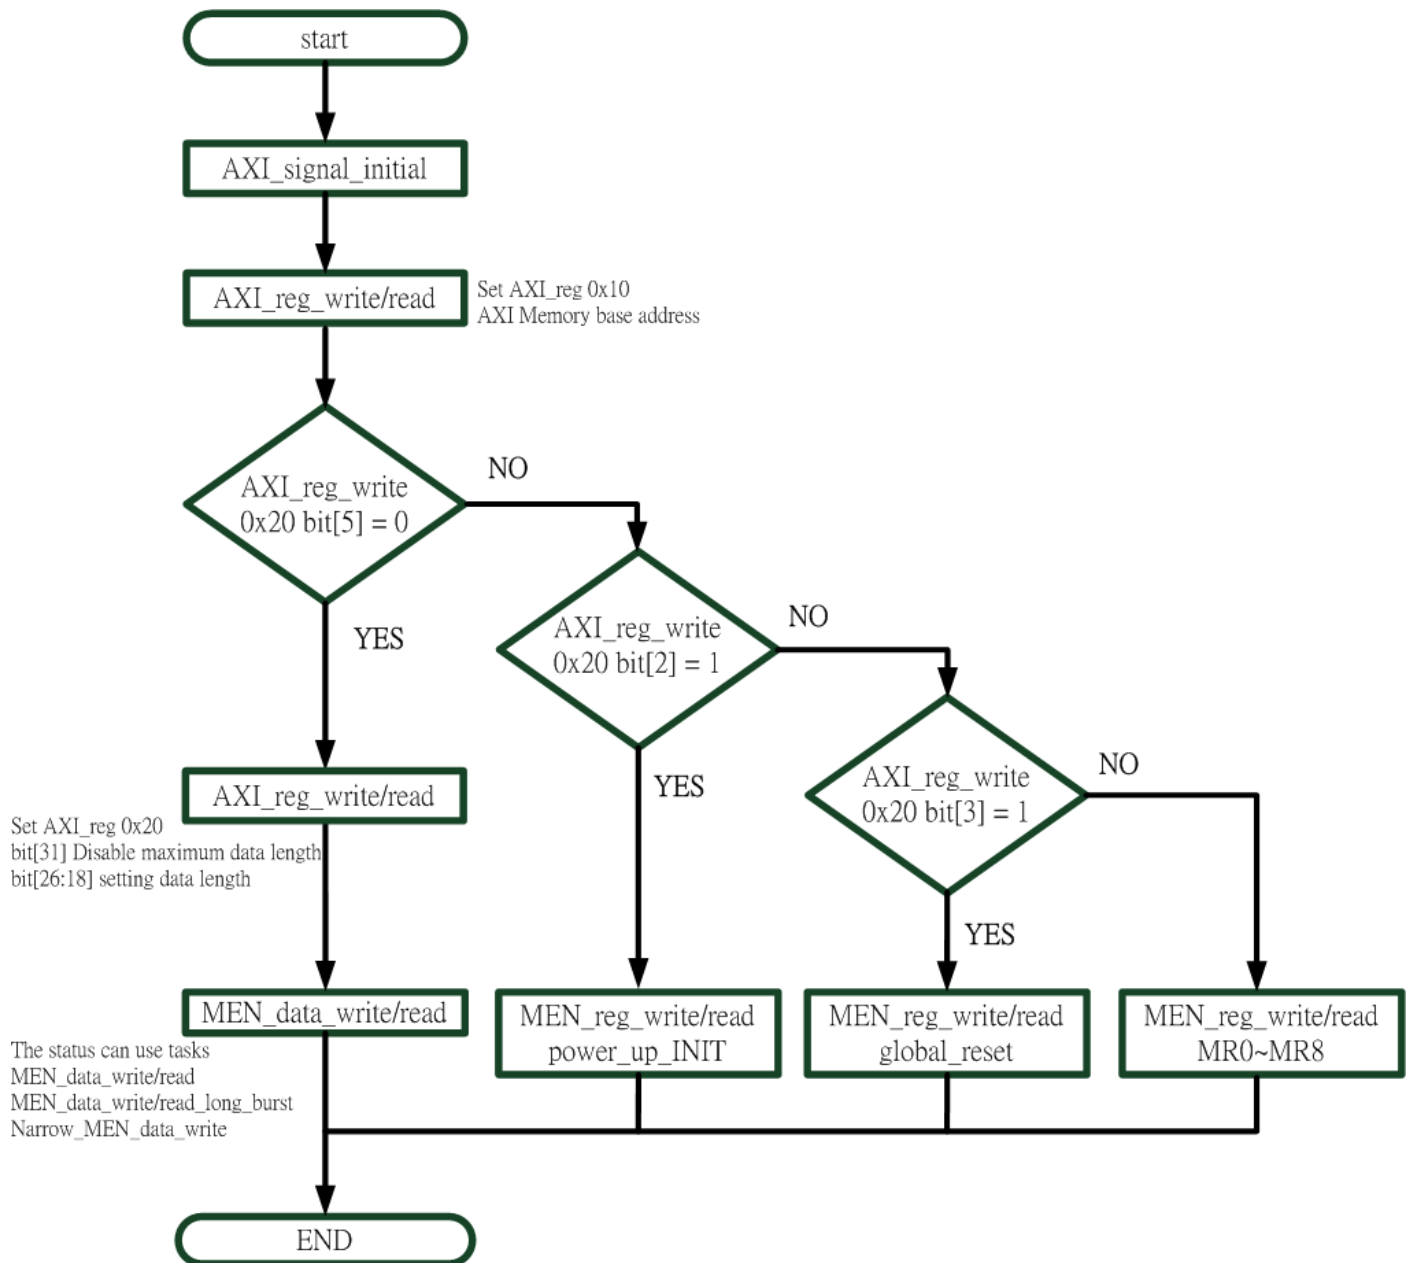 start
AXI_signal_initial
AXI_reg_write/read
Set AXI_reg 0x10
AXI Memory base address
AXI_reg_write
0x20 bit[5] = 0
NO
YES
AXI_reg_write
0x20 bit[2] = 1
NO
YES
AXI_reg_write
0x20 bit[3] = 1
NO
YES
AXI_reg_write/read
Set AXI_reg 0x20
bit[31] Disable maximum data length
bit[26:18] setting data length
MEN_data_write/read
The status can use tasks
MEN_data_write/read
MEN_data_write/read_long_burst
Narrow_MEN_data_write
MEN_reg_write/read
power_up_INIT
MEN_reg_write/read
global_reset
MEN_reg_write/read
MR0~MR8
END